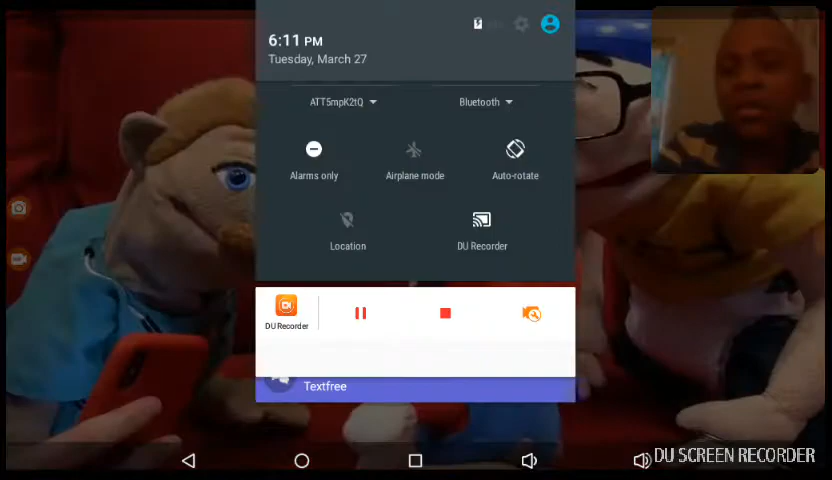 6:11 PM
Tuesday, March 27
ATT5mpK2tQ
Bluetooth
Alarms only
Airplane mode
Auto-rotate
Location
DU Recorder
DU Recorder
Textfree
DU SCREEN RECORDER